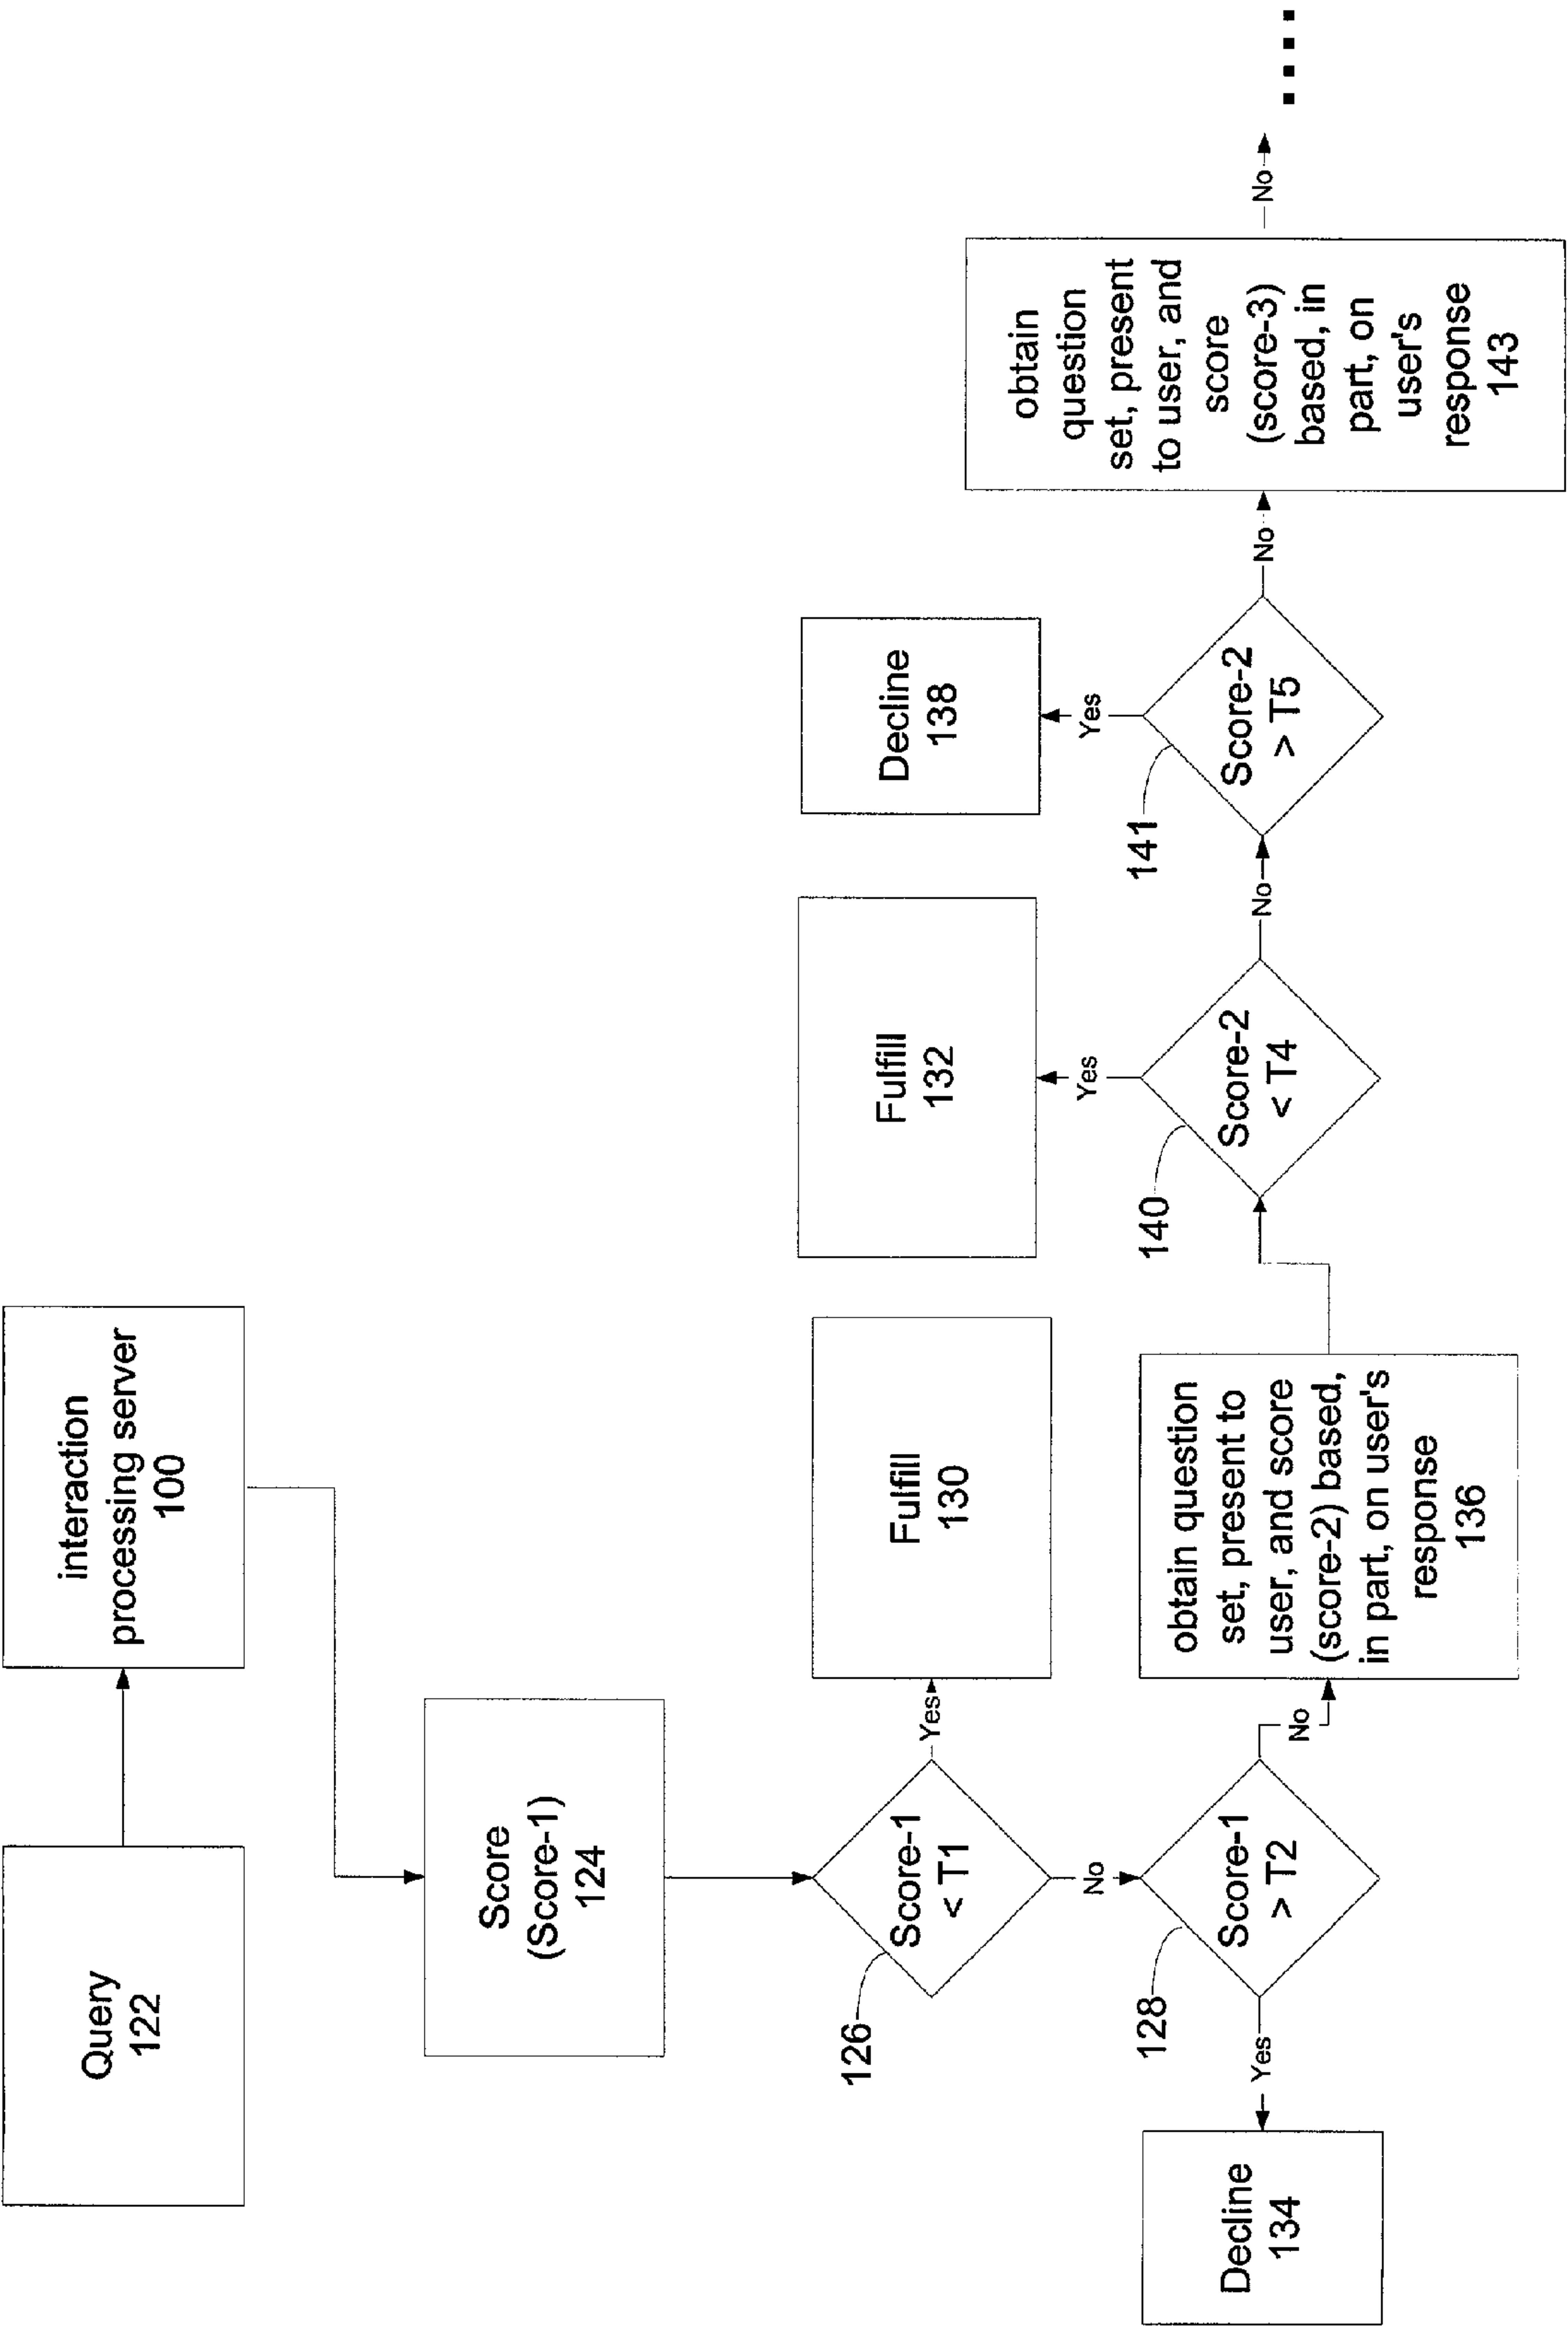 Query
122
interaction
processing server
100
Score
(Score-1)
124
126
Score-1
< T1
Yes
Fulfill
130
No
128
Score-1
> T2
Yes
Decline
134
No
obtain question
set, present to
user, and score
(score-2) based,
in part, on user's
response
136
140
Score-2
< T4
Yes
Fulfill
132
No
141
Score-2
> T5
Yes
Decline
138
No
obtain
question
set, present
to user, and
score
(score-3)
based, in
part, on
user's
response
143
No